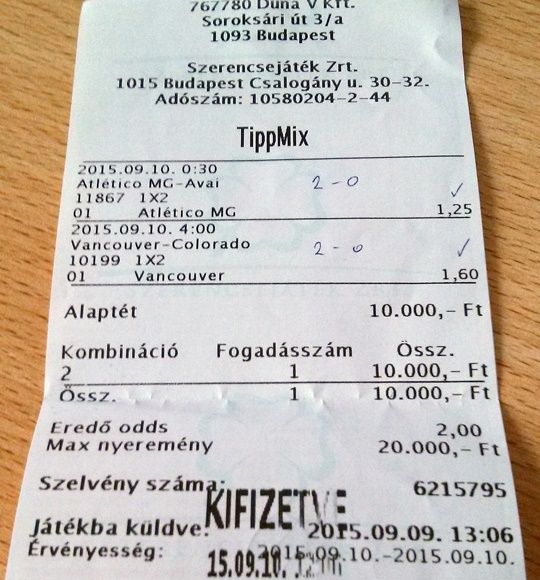 767780 Duna V Kft.
Soroksári út 3/a
1093 Budapest
Szerencsejáték Zrt.
1015 Budapest Csalogány u. 30-32.
Adószám: 10580204-2-44
TippMix
2015.09.10. 0:30
Atlético MG-Avai 2-0
11867 1X2 ✓
01 Atlético MG 1,25
2015.09.10. 4:00
Vancouver-Colorado 2-0 ✓
10199 1X2
01 Vancouver 1,60
Alaptét 10.000,- Ft
Kombináció Fogadásszám Össz.
2 1 10.000,- Ft
Össz. 1 10.000,- Ft
Eredő odds 2,00
Max nyeremény 20.000,- Ft
Szelvény száma: 6215795
KIFIZETVE
Játékba küldve: 2015.09.09. 13:06
Érvényesség: 2015.09.10.-2015.09.10.
15.09.10.